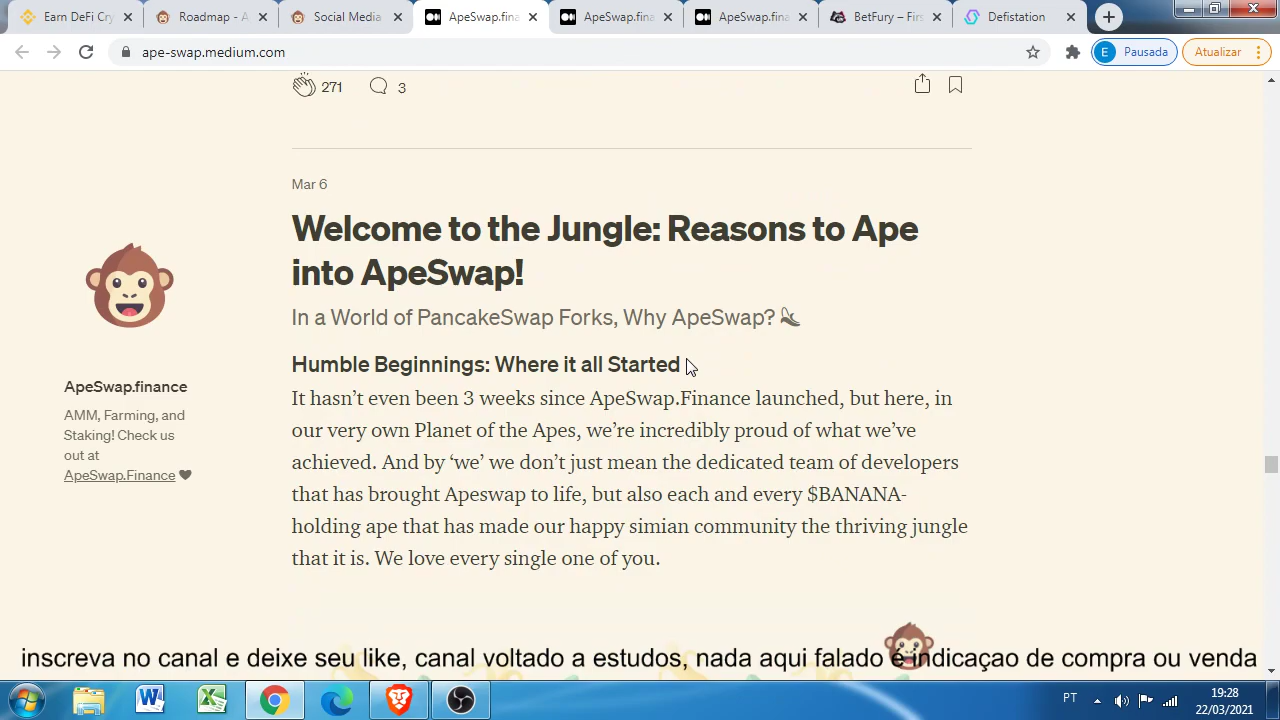 Earn DeFi Cry
Roadmap - A
Social Media
ApeSwap.fina
ApeSwap.fina
ApeSwap.fina
BetFury – Firs
Defistation
ape-swap.medium.com
E Pausada
Atualizar
271
3
Mar 6
Welcome to the Jungle: Reasons to Ape
into ApeSwap!
In a World of PancakeSwap Forks, Why ApeSwap?
Humble Beginnings: Where it all Started
It hasn’t even been 3 weeks since ApeSwap.Finance launched, but here, in
our very own Planet of the Apes, we’re incredibly proud of what we’ve
achieved. And by ‘we’ we don’t just mean the dedicated team of developers
that has brought Apeswap to life, but also each and every $BANANA-
holding ape that has made our happy simian community the thriving jungle
that it is. We love every single one of you.
ApeSwap.finance
AMM, Farming, and
Staking! Check us
out at
ApeSwap.Finance
inscreva no canal e deixe seu like, canal voltado a estudos, nada aqui falado e indicaçao de compra ou venda
PT
19:28
22/03/2021